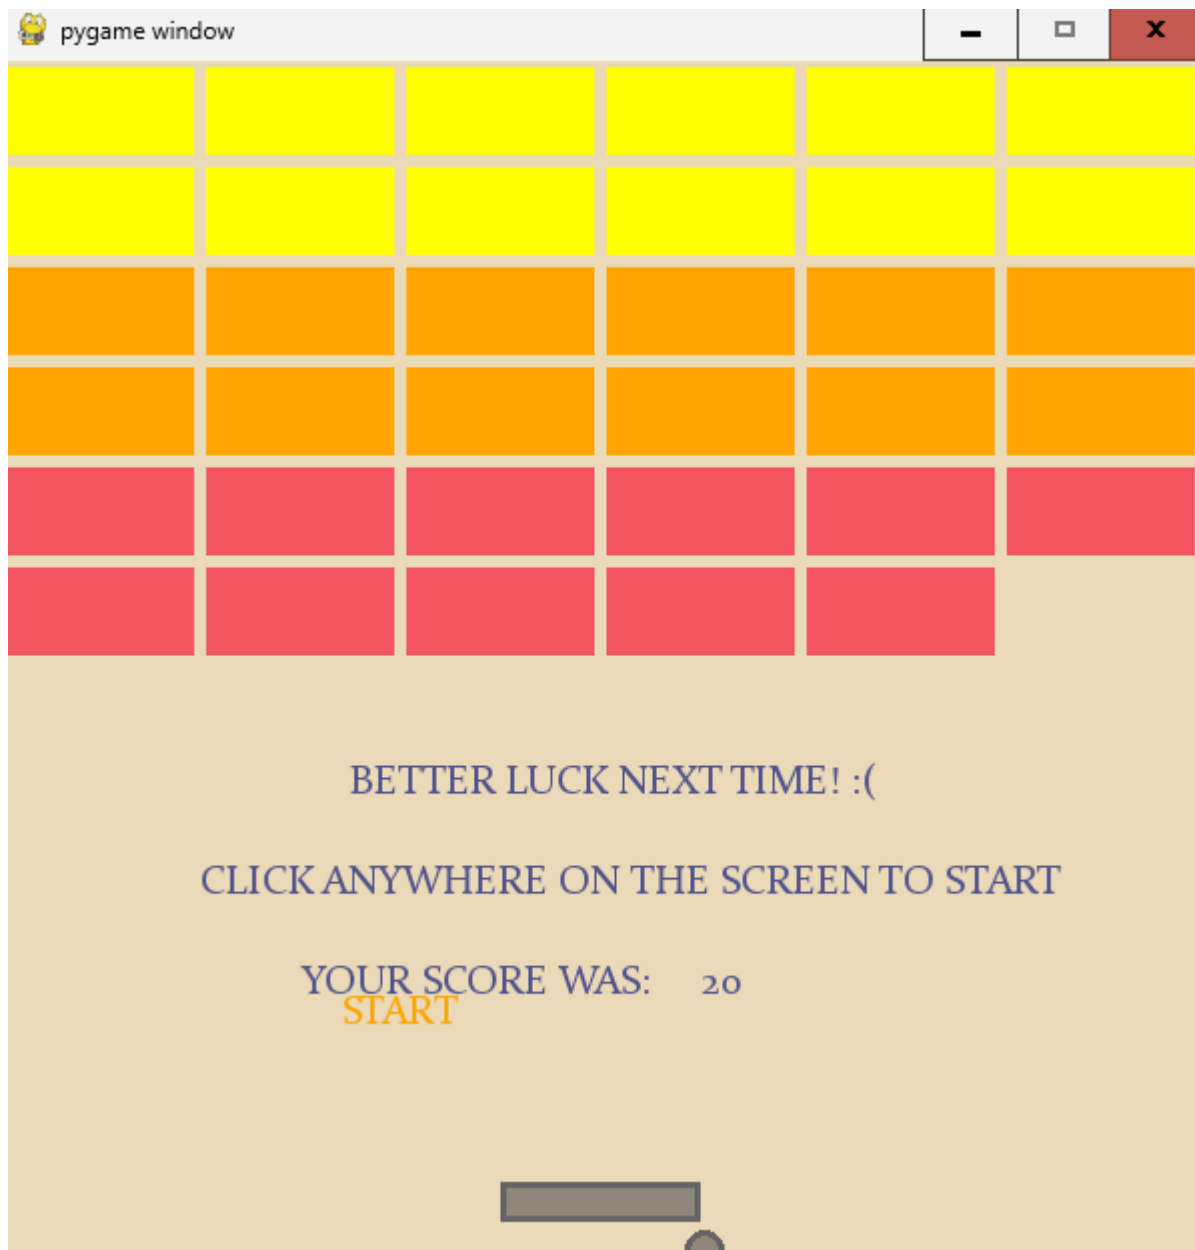 pygame window
BETTER LUCK NEXT TIME! :(
CLICK ANYWHERE ON THE SCREEN TO START
YOUR SCORE WAS: 20
START